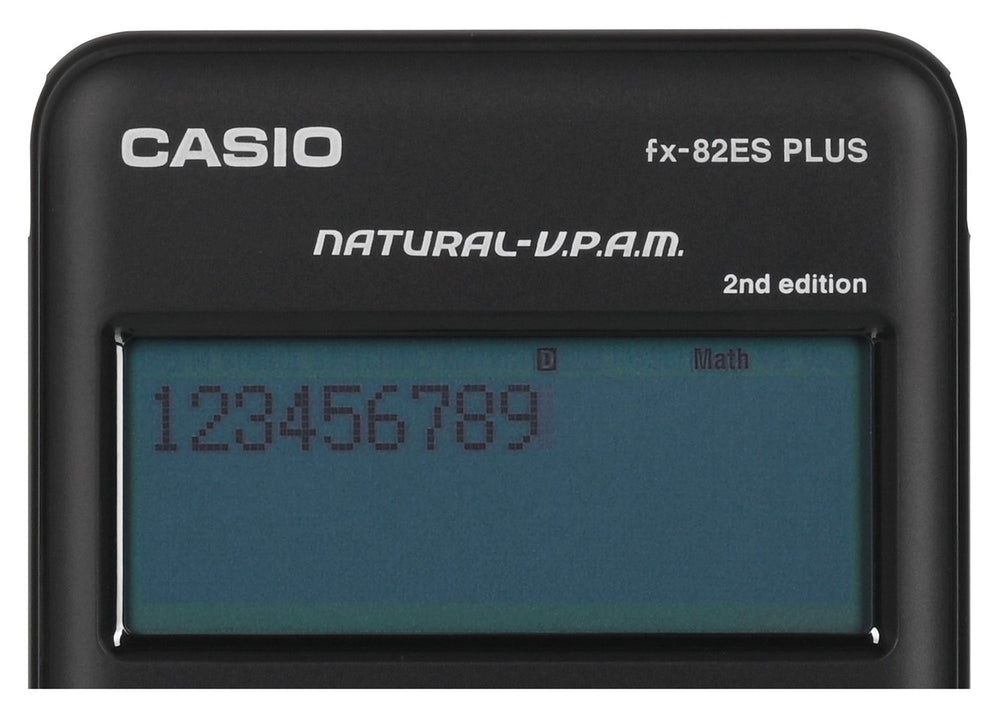 CASIO fx-82ES PLUS
NATURAL-V.P.A.M.
2nd edition
D Math
123456789